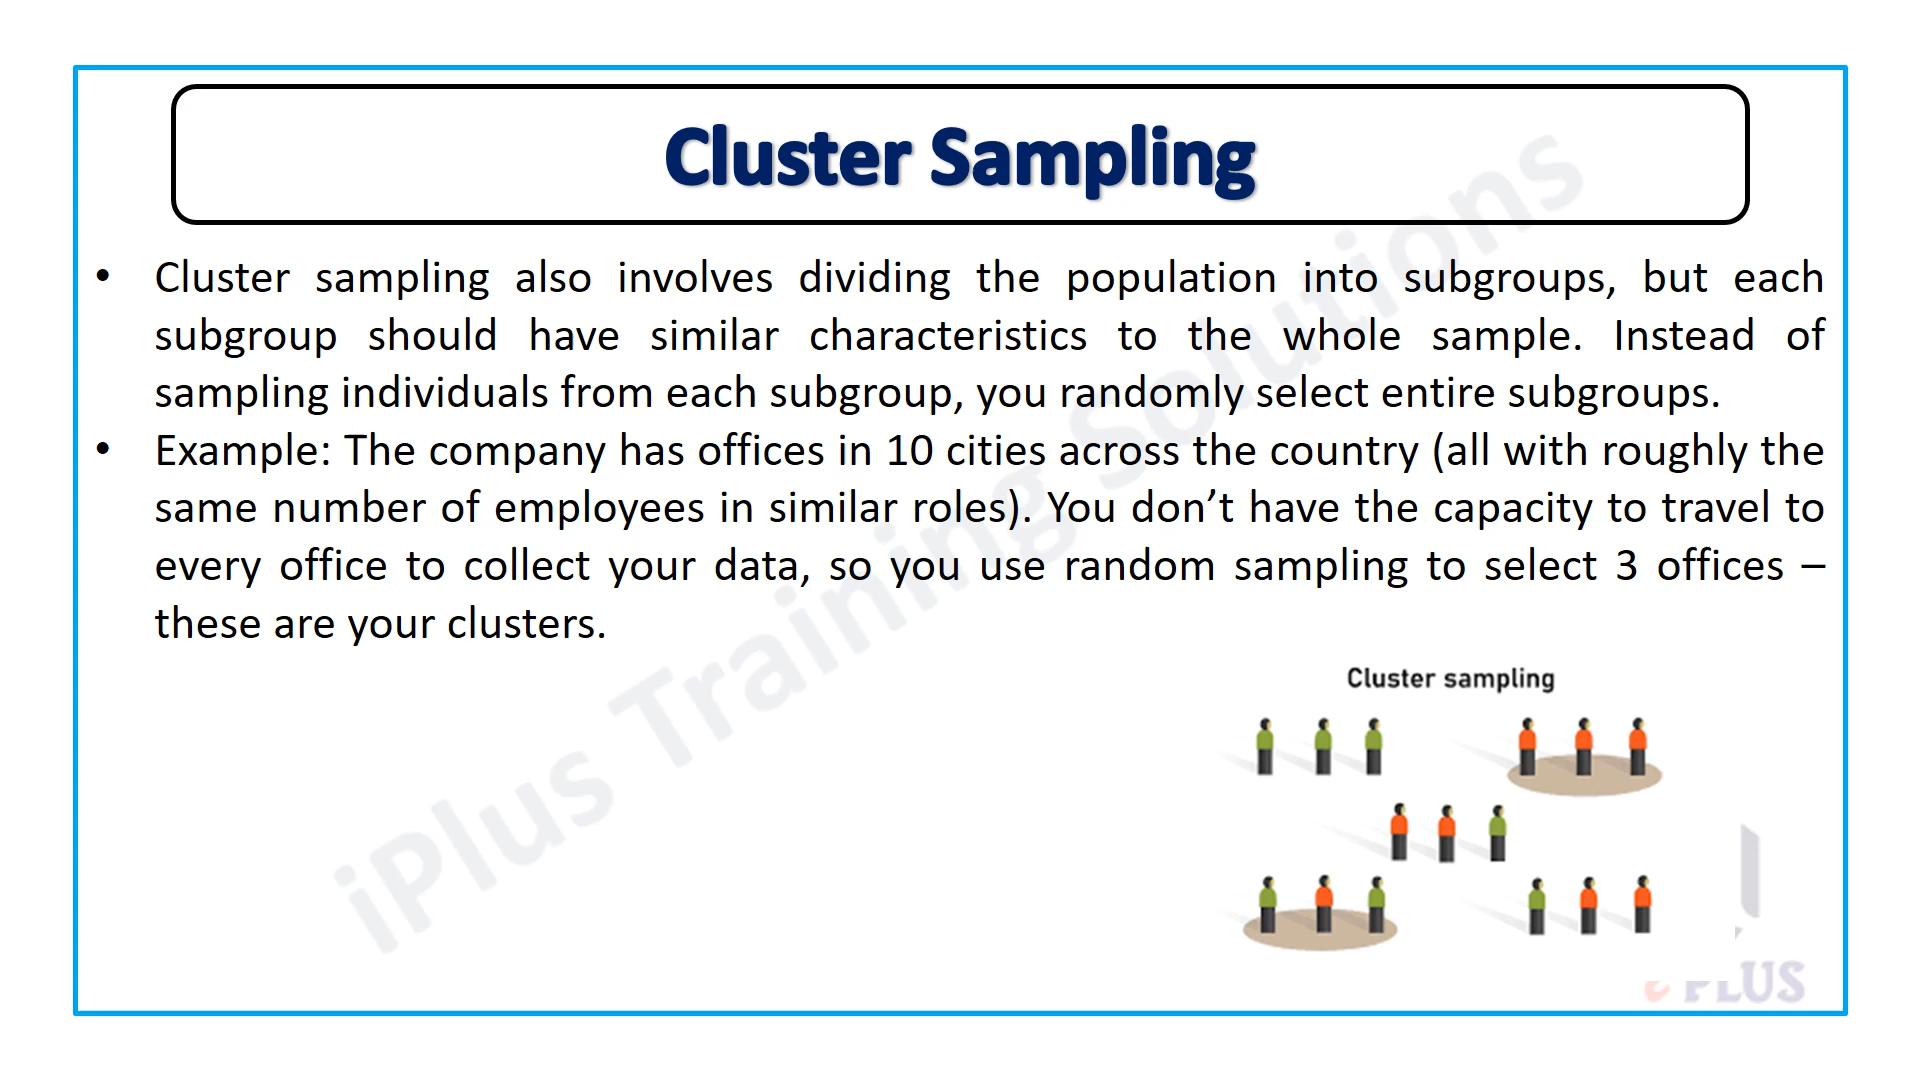 Cluster Sampling
• Cluster sampling also involves dividing the population into subgroups, but each
subgroup should have similar characteristics to the whole sample. Instead of
sampling individuals from each subgroup, you randomly select entire subgroups.
• Example: The company has offices in 10 cities across the country (all with roughly the
same number of employees in similar roles). You don’t have the capacity to travel to
every office to collect your data, so you use random sampling to select 3 offices –
these are your clusters.
Cluster sampling
iPlus Training Solutions
PLUS